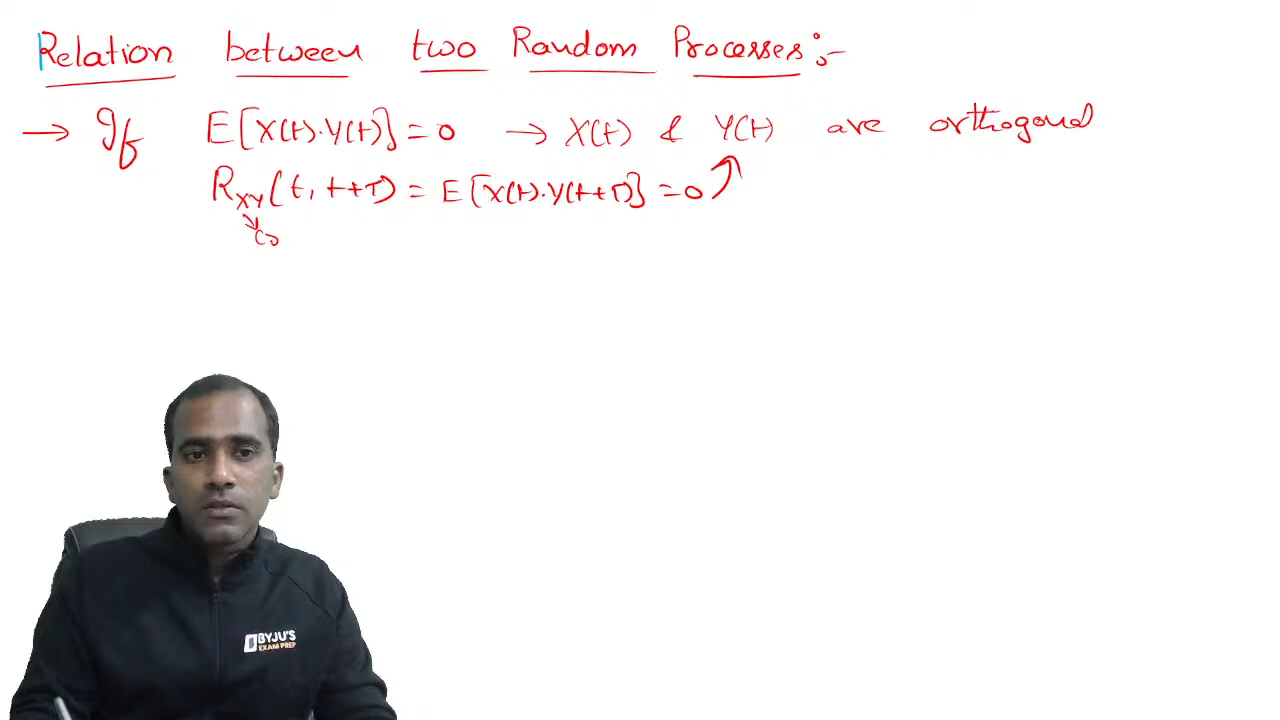 Relation between two Random Processes :-
→ If E[X(t).Y(t)] = 0 → X(t) & Y(t) are orthogonal
R_XY(t, t+τ) = E[X(t).Y(t+τ)] = 0
BYJU'S
EXAM PREP